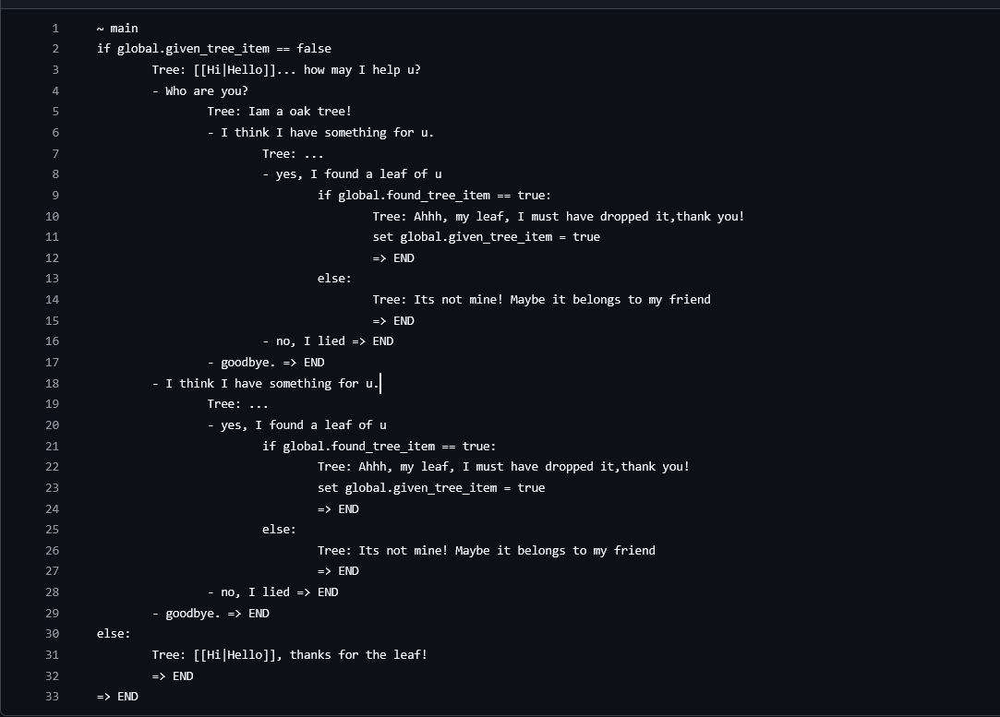 1 ~ main
2 if global.given_tree_item == false
3 Tree: [[Hi|Hello]]... how may I help u?
4 - Who are you?
5 Tree: Iam a oak tree!
6 - I think I have something for u.
7 Tree: ...
8 - yes, I found a leaf of u
9 if global.found_tree_item == true:
10 Tree: Ahhh, my leaf, I must have dropped it,thank you!
11 set global.given_tree_item = true
12 => END
13 else:
14 Tree: Its not mine! Maybe it belongs to my friend
15 => END
16 - no, I lied => END
17 - goodbye. => END
18 - I think I have something for u.
19 Tree: ...
20 - yes, I found a leaf of u
21 if global.found_tree_item == true:
22 Tree: Ahhh, my leaf, I must have dropped it,thank you!
23 set global.given_tree_item = true
24 => END
25 else:
26 Tree: Its not mine! Maybe it belongs to my friend
27 => END
28 - no, I lied => END
29 - goodbye. => END
30 else:
31 Tree: [[Hi|Hello]], thanks for the leaf!
32 => END
33 => END